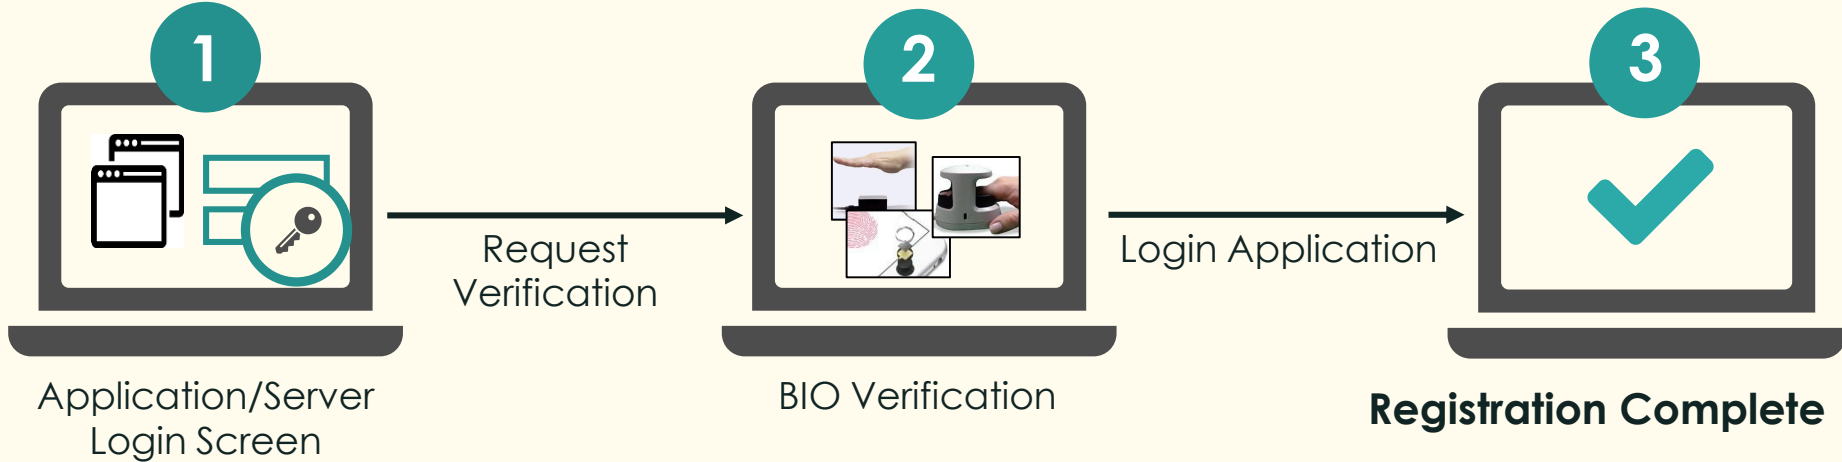 1
2
3
Request
Verification
Login Application
Application/Server
Login Screen
BIO Verification
Registration Complete